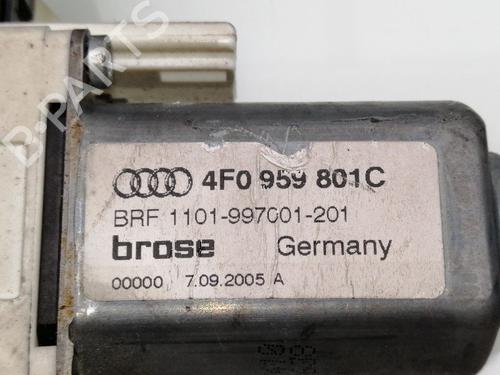 B-PARTS
4F0 959 801C
BRF 1101-997001-201
brose Germany
00000 7.09.2005 A